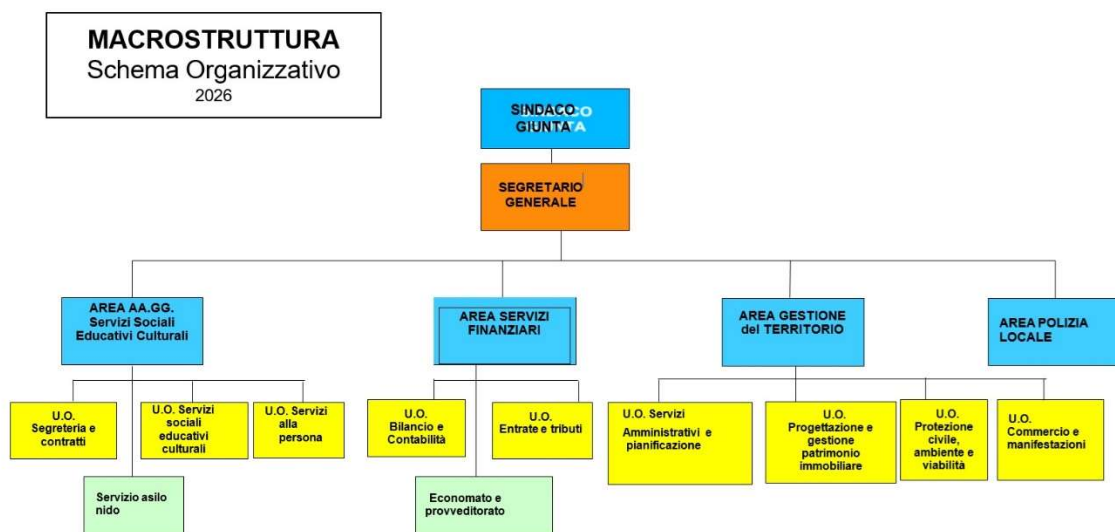 MACROSTRUTTURA
Schema Organizzativo
2026
SINDACO
GIUNTA
SEGRETARIO
GENERALE
AREA AA.GG.
Servizi Sociali
Educativi Culturali
AREA SERVIZI
FINANZIARI
AREA GESTIONE
del TERRITORIO
AREA POLIZIA
LOCALE
U.O.
Segreteria e
contratti
U.O. Servizi
sociali
educativi
culturali
U.O. Servizi
alla
persona
U.O.
Bilancio e
Contabilità
U.O.
Entrate e tributi
U.O. Servizi
Amministrativi e
pianificazione
U.O.
Progettazione e
gestione
patrimonio
immobiliare
U.O.
Protezione
civile,
ambiente e
viabilità
U.O.
Commercio e
manifestazioni
Servizio asilo
nido
Economato e
provveditorato